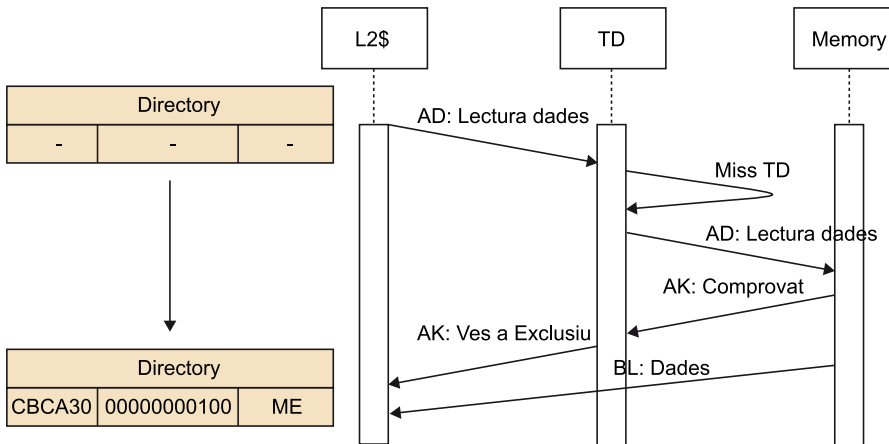 L2$ TD Memory
Directory
- - -
AD: Lectura dades
Miss TD
AD: Lectura dades
AK: Comprovat
AK: Ves a Exclusiu
BL: Dades
Directory
CBCA30 00000000100 ME